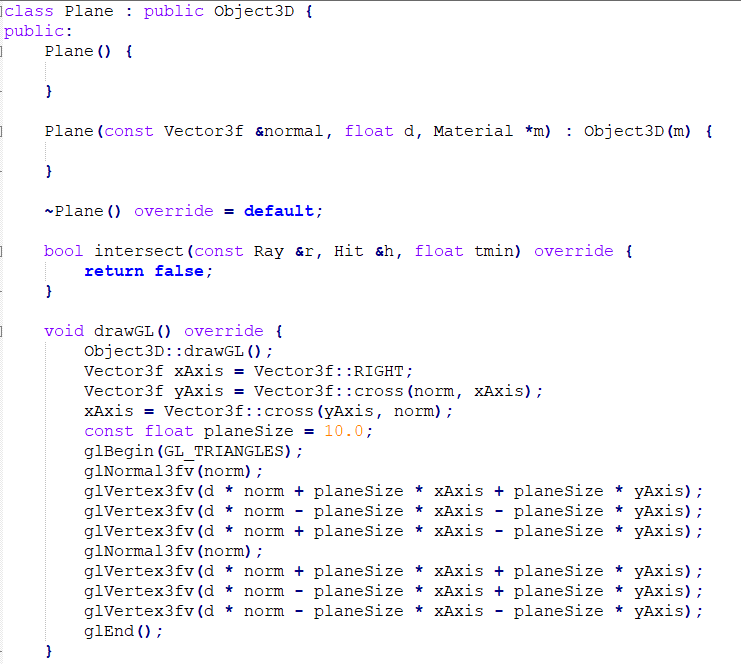 class Plane : public Object3D {
public:
    Plane() {

    }

    Plane(const Vector3f &normal, float d, Material *m) : Object3D(m) {

    }

    ~Plane() override = default;

    bool intersect(const Ray &r, Hit &h, float tmin) override {
        return false;
    }

    void drawGL() override {
        Object3D::drawGL();
        Vector3f xAxis = Vector3f::RIGHT;
        Vector3f yAxis = Vector3f::cross(norm, xAxis);
        xAxis = Vector3f::cross(yAxis, norm);
        const float planeSize = 10.0;
        glBegin(GL_TRIANGLES);
        glNormal3fv(norm);
        glVertex3fv(d * norm + planeSize * xAxis + planeSize * yAxis);
        glVertex3fv(d * norm - planeSize * xAxis - planeSize * yAxis);
        glVertex3fv(d * norm + planeSize * xAxis - planeSize * yAxis);
        glNormal3fv(norm);
        glVertex3fv(d * norm + planeSize * xAxis + planeSize * yAxis);
        glVertex3fv(d * norm - planeSize * xAxis + planeSize * yAxis);
        glVertex3fv(d * norm - planeSize * xAxis - planeSize * yAxis);
        glEnd();
    }